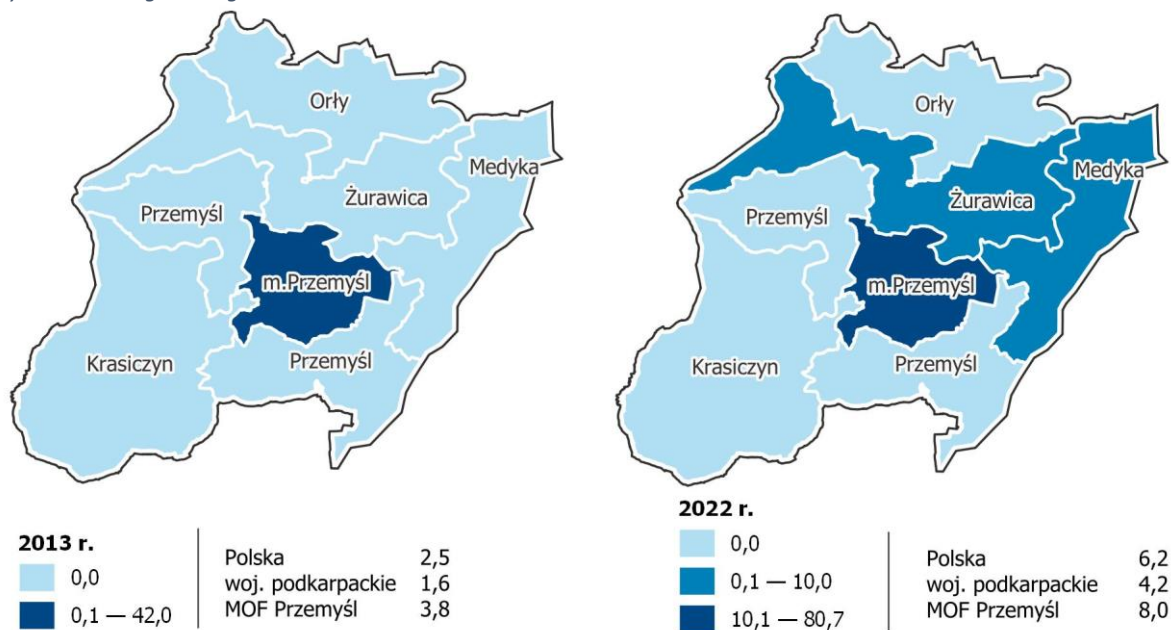 Orły
Medyka
Żurawica
Przemyśl
m.Przemyśl
Krasiczyn
Przemyśl
2013 r.
0,0
0,1 — 42,0
Polska 2,5
woj. podkarpackie 1,6
MOF Przemyśl 3,8
Orły
Medyka
Żurawica
Przemyśl
m.Przemyśl
Krasiczyn
Przemyśl
2022 r.
0,0
0,1 — 10,0
10,1 — 80,7
Polska 6,2
woj. podkarpackie 4,2
MOF Przemyśl 8,0